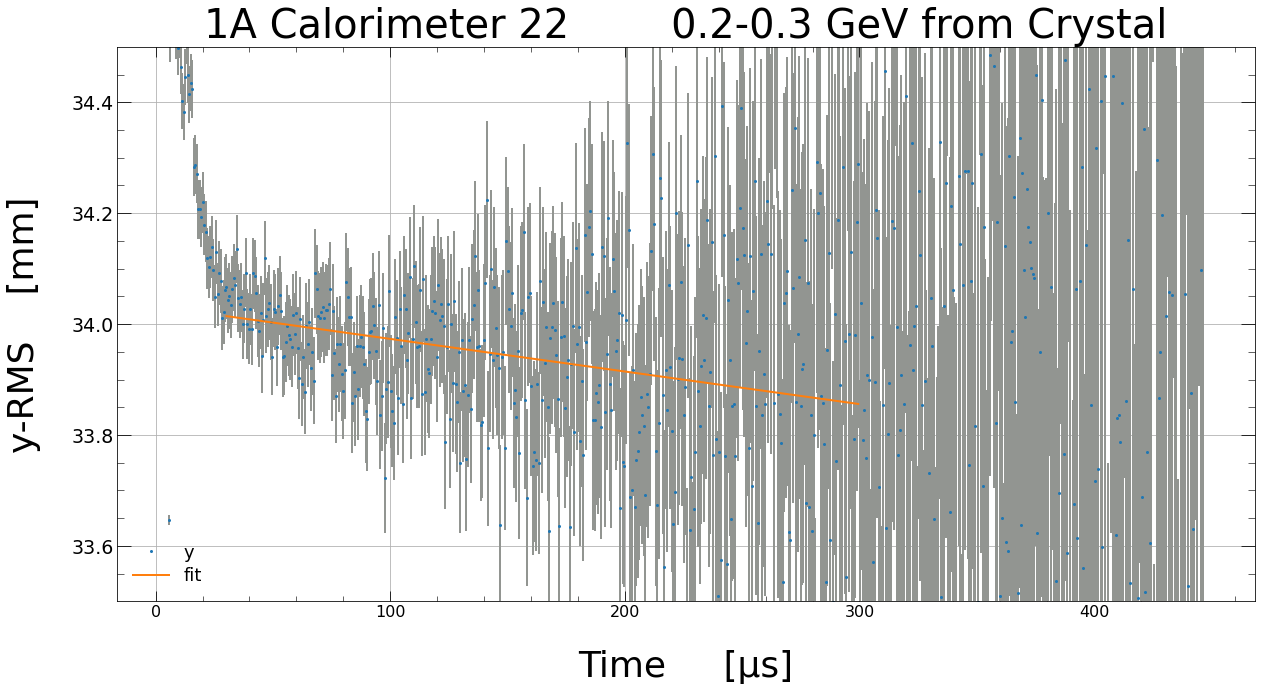 1A Calorimeter 22 0.2-0.3 GeV from Crystal
y-RMS [mm]
34.4
34.2
34.0
33.8
33.6
y
fit
0 100 200 300 400
Time [µs]